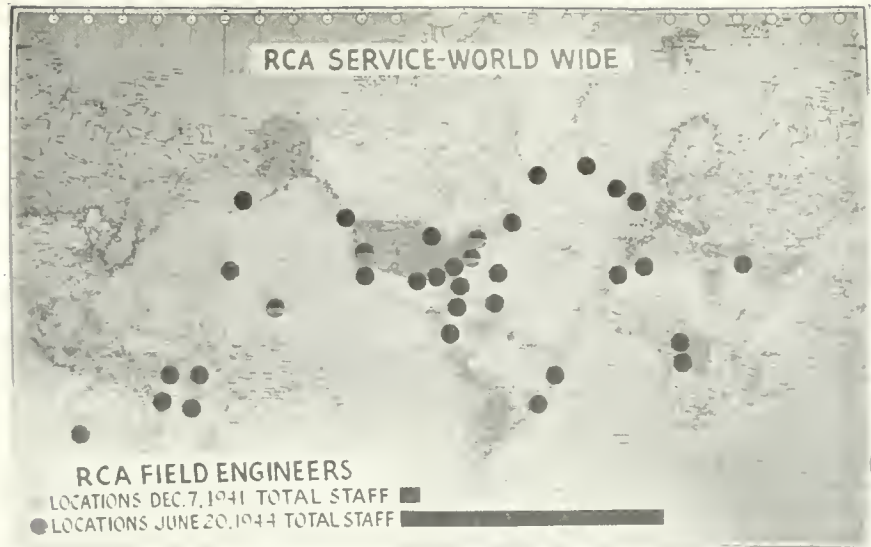 RCA SERVICE-WORLD WIDE
RCA FIELD ENGINEERS
LOCATIONS DEC. 7, 1941 TOTAL STAFF
LOCATIONS JUNE 20, 1944 TOTAL STAFF